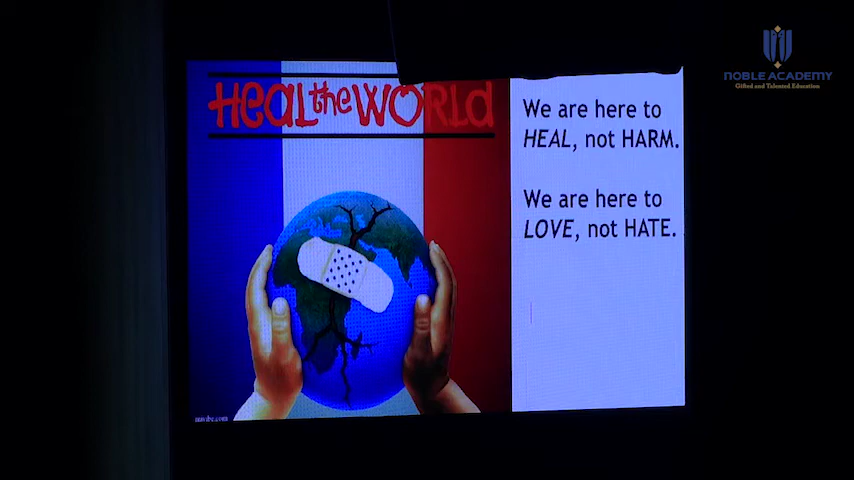 Heal the World
We are here to
HEAL, not HARM.
We are here to
LOVE, not HATE.
NOBLE ACADEMY
Gifted and Talented Education